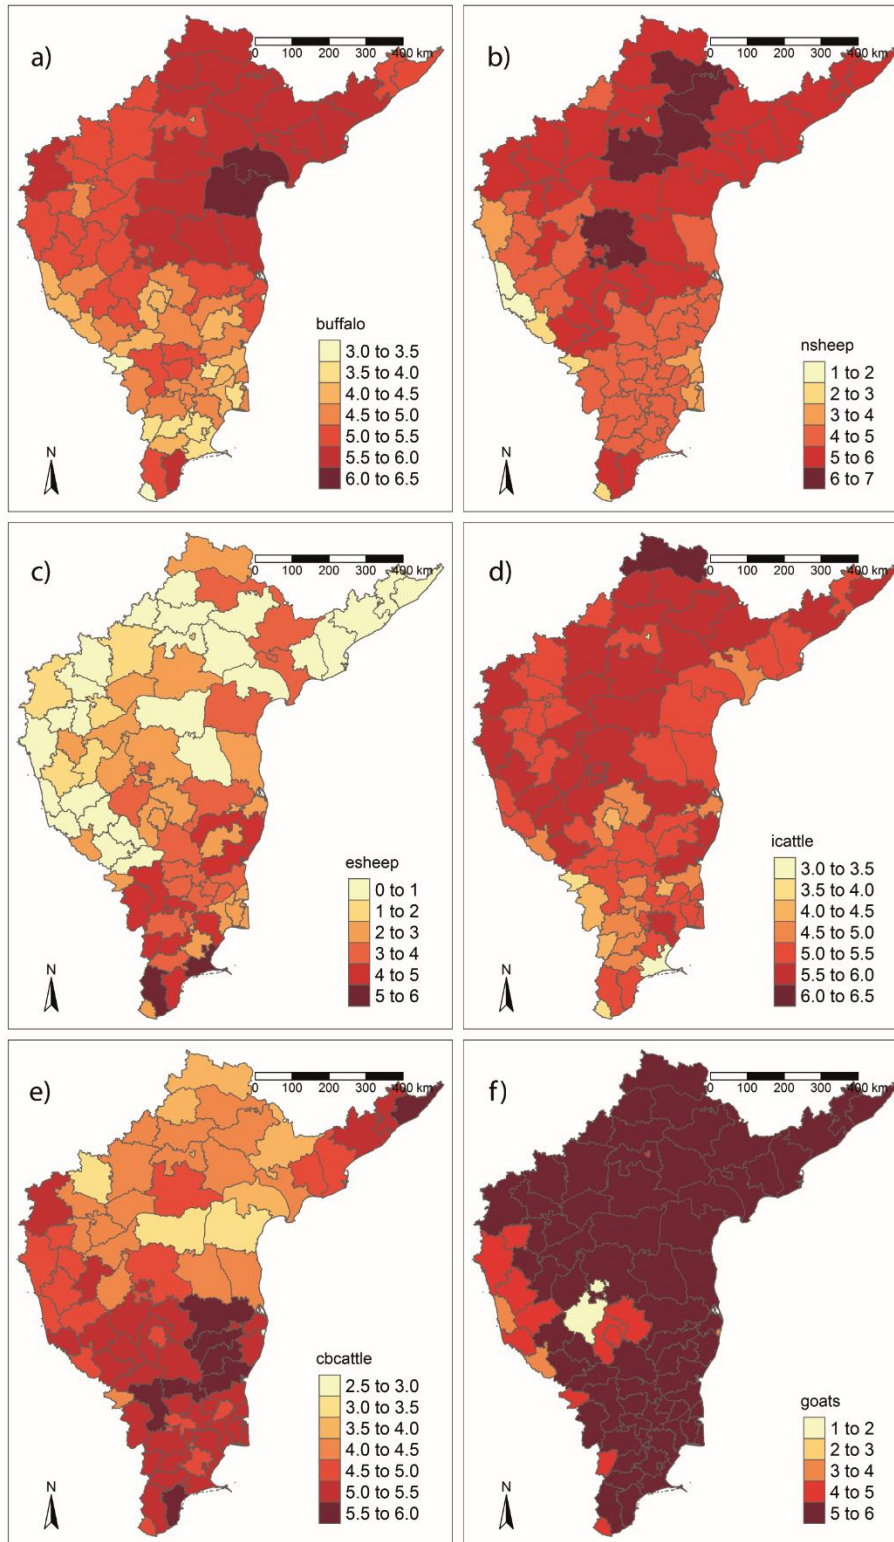 a)
0 100 200 300 400 km
buffalo
3.0 to 3.5
3.5 to 4.0
4.0 to 4.5
4.5 to 5.0
5.0 to 5.5
5.5 to 6.0
6.0 to 6.5
N
b)
0 100 200 300 400 km
nsheep
1 to 2
2 to 3
3 to 4
4 to 5
5 to 6
6 to 7
N
c)
0 100 200 300 400 km
esheep
0 to 1
1 to 2
2 to 3
3 to 4
4 to 5
5 to 6
N
d)
0 100 200 300 400 km
icattle
3.0 to 3.5
3.5 to 4.0
4.0 to 4.5
4.5 to 5.0
5.0 to 5.5
5.5 to 6.0
6.0 to 6.5
N
e)
0 100 200 300 400 km
cbcattle
2.5 to 3.0
3.0 to 3.5
3.5 to 4.0
4.0 to 4.5
4.5 to 5.0
5.0 to 5.5
5.5 to 6.0
N
f)
0 100 200 300 400 km
goats
1 to 2
2 to 3
3 to 4
4 to 5
5 to 6
N